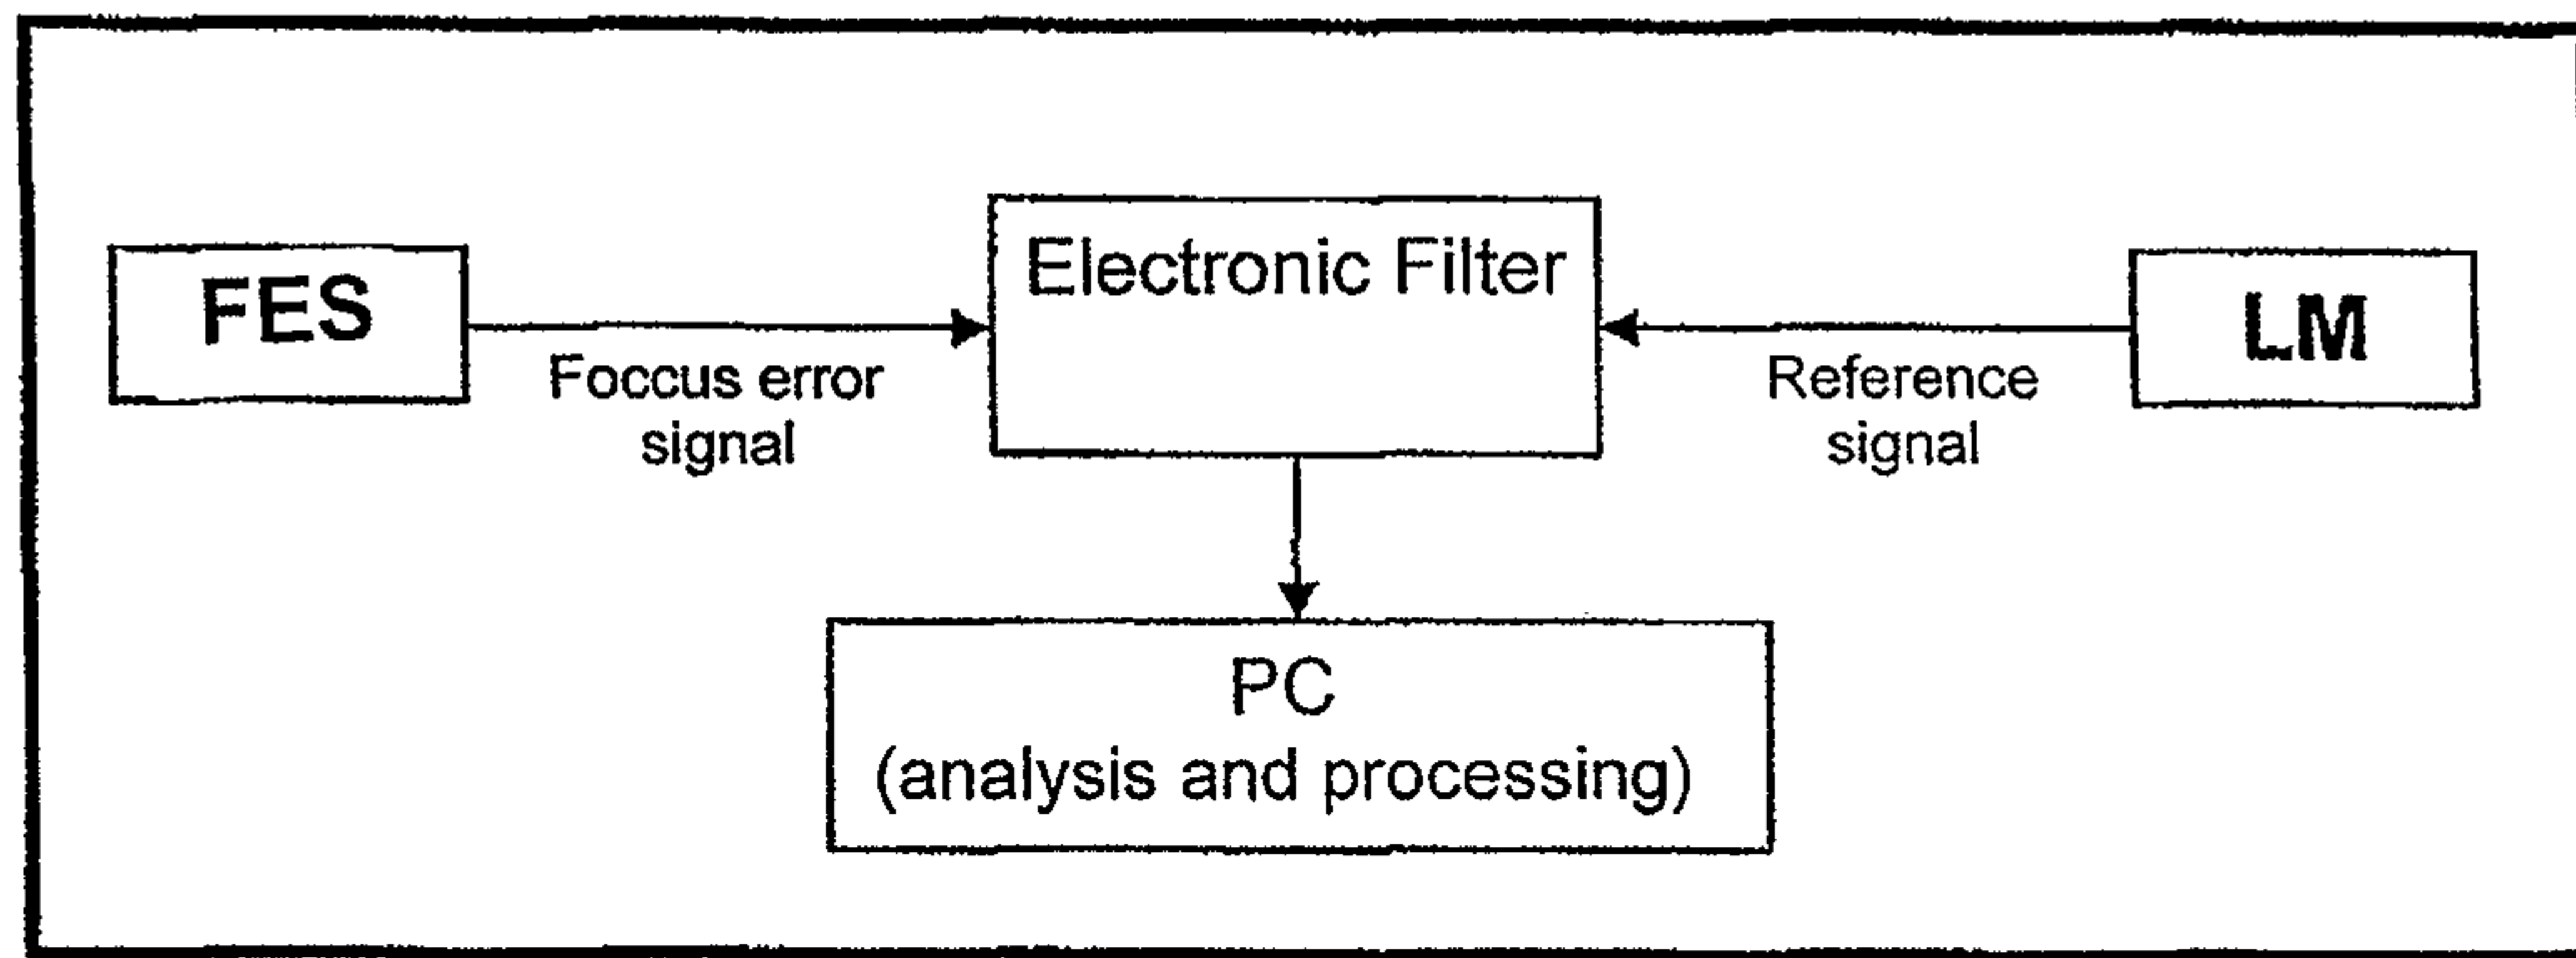 FES
Foccus error
signal
Electronic Filter
Reference
signal
LM
PC
(analysis and processing)